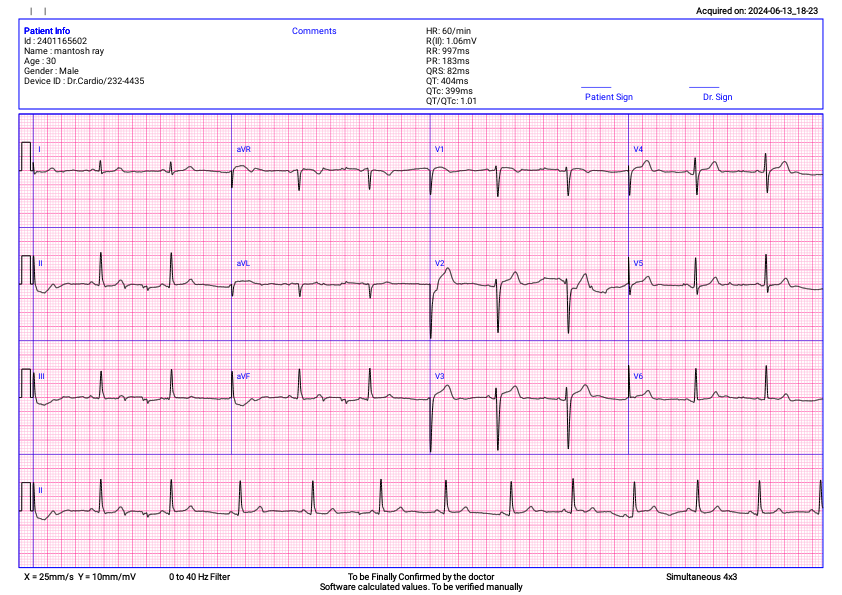 Acquired on: 2024-06-13_18-23
Patient Info
Id : 2401165602
Name : mantosh ray
Age : 30
Gender : Male
Device ID : Dr.Cardio/232-4435
Comments
HR: 60/min
R(II): 1.06mV
RR: 997ms
PR: 183ms
QRS: 82ms
QT: 404ms
QTc: 399ms
QT/QTc: 1.01
Patient Sign
Dr. Sign
I aVR V1 V4
II aVL V2 V5
III aVF V3 V6
II
X = 25mm/s Y = 10mm/mV
0 to 40 Hz Filter
To be Finally Confirmed by the doctor
Software calculated values. To be verified manually
Simultaneous 4x3